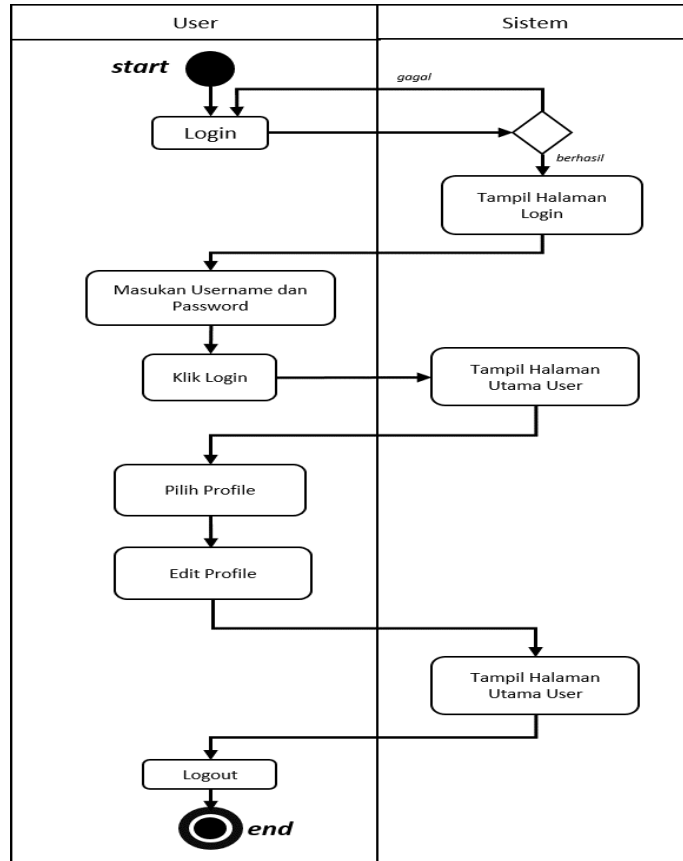 User
Sistem
start
gagal
Login
berhasil
Tampil Halaman
Login
Masukan Username dan
Password
Klik Login
Tampil Halaman
Utama User
Pilih Profile
Edit Profile
Tampil Halaman
Utama User
Logout
end